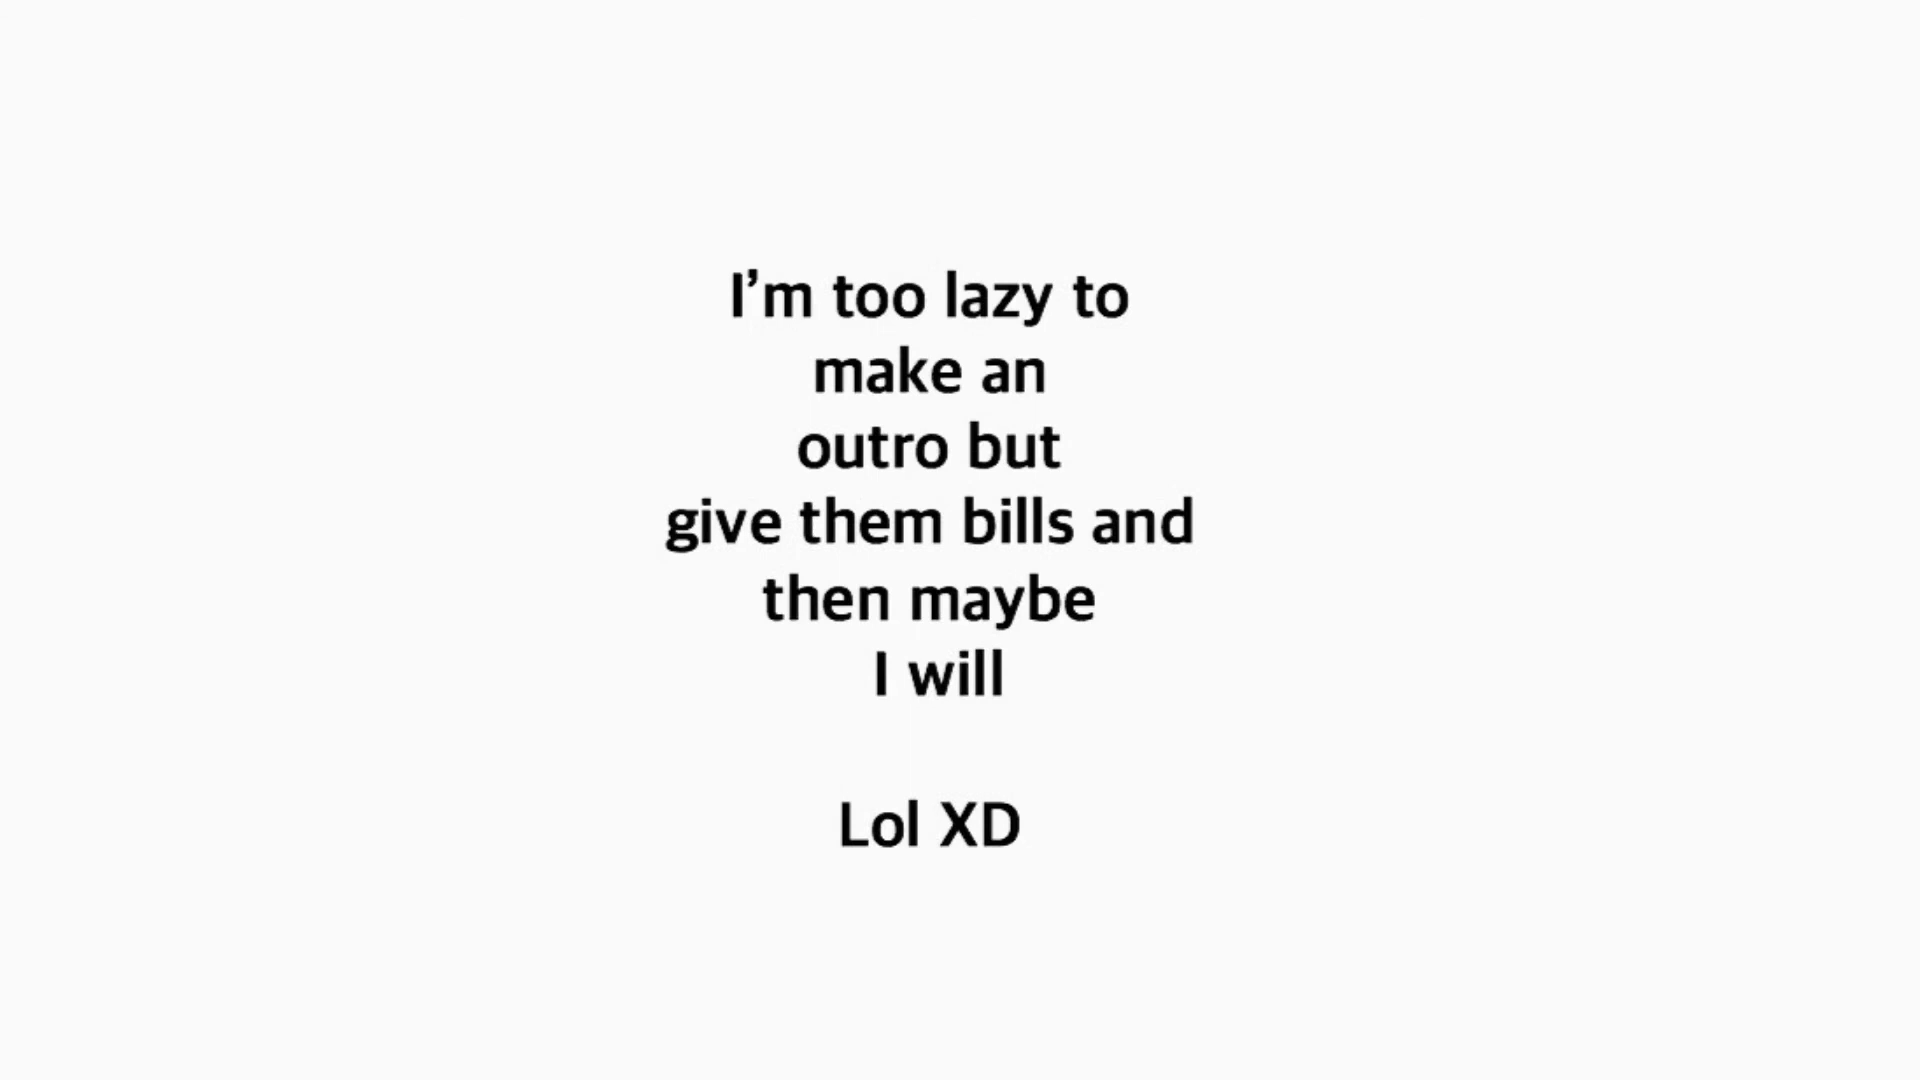 I’m too lazy to
make an
outro but
give them bills and
then maybe
I will
Lol XD